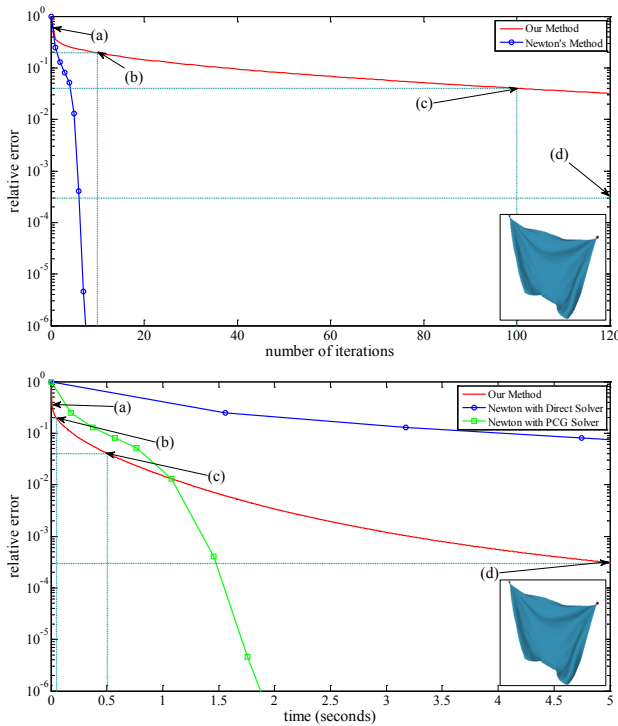 10^0
10^-1
10^-2
10^-3
10^-4
10^-5
10^-6
relative error
(a)
(b)
(c)
(d)
Our Method
Newton's Method
0 20 40 60 80 100 120
number of iterations
10^0
10^-1
10^-2
10^-3
10^-4
10^-5
10^-6
relative error
(a)
(b)
(c)
(d)
Our Method
Newton with Direct Solver
Newton with PCG Solver
0 0.5 1 1.5 2 2.5 3 3.5 4 4.5 5
time (seconds)